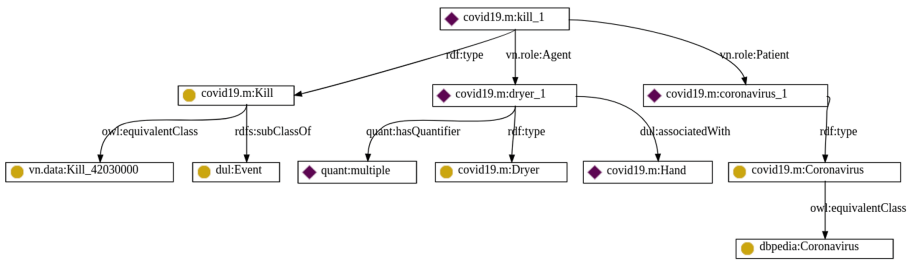 covid19.m:kill_1
rdf:type
vn.role:Agent
vn.role:Patient
covid19.m:Kill
covid19.m:dryer_1
covid19.m:coronavirus_1
owl:equivalentClass
rdfs:subClassOf
quant:hasQuantifier
rdf:type
dul:associatedWith
rdf:type
vn.data:Kill_42030000
dul:Event
quant:multiple
covid19.m:Dryer
covid19.m:Hand
covid19.m:Coronavirus
owl:equivalentClass
dbpedia:Coronavirus